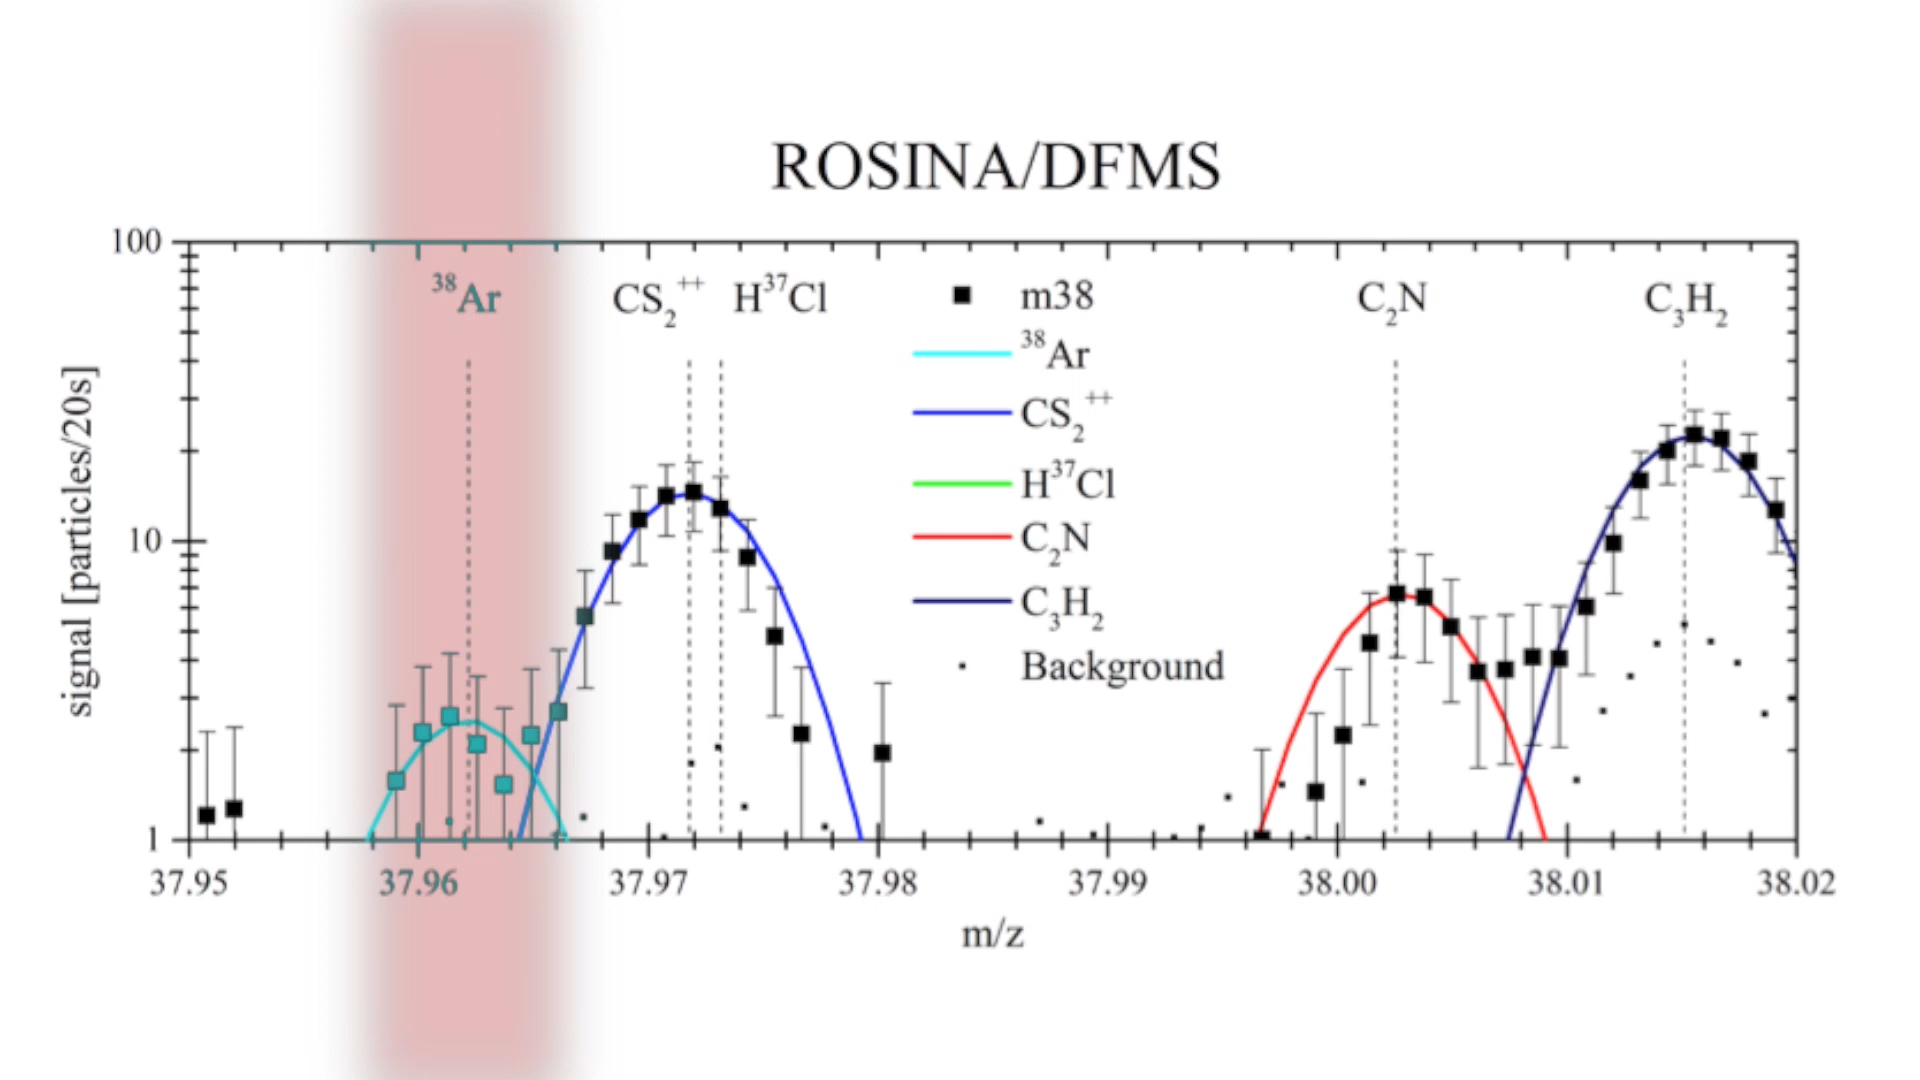 ROSINA/DFMS
100
³⁸Ar CS₂⁺⁺ H³⁷Cl C₂N C₃H₂
m38
³⁸Ar
CS₂⁺⁺
H³⁷Cl
C₂N
C₃H₂
Background
signal [particles/20s]
10
1
37.95 37.96 37.97 37.98 37.99 38.00 38.01 38.02
m/z